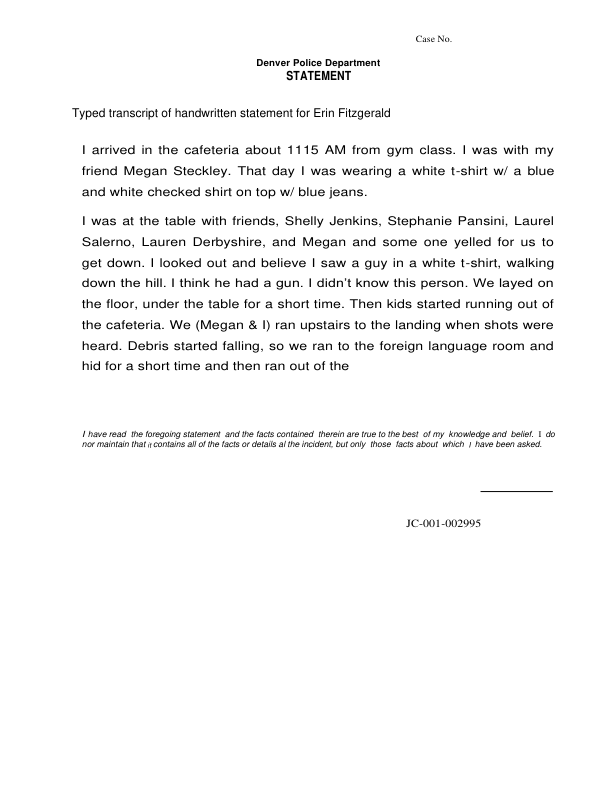 Case No.
Denver Police Department
STATEMENT
Typed transcript of handwritten statement for Erin Fitzgerald
I arrived in the cafeteria about 1115 AM from gym class. I was with my
friend Megan Steckley. That day I was wearing a white t-shirt w/ a blue
and white checked shirt on top w/ blue jeans.
I was at the table with friends, Shelly Jenkins, Stephanie Pansini, Laurel
Salerno, Lauren Derbyshire, and Megan and some one yelled for us to
get down. I looked out and believe I saw a guy in a white t-shirt, walking
down the hill. I think he had a gun. I didn't know this person. We layed on
the floor, under the table for a short time. Then kids started running out of
the cafeteria. We (Megan & I) ran upstairs to the landing when shots were
heard. Debris started falling, so we ran to the foreign language room and
hid for a short time and then ran out of the
I have read the foregoing statement and the facts contained therein are true to the best of my knowledge and belief. I do
nor maintain that it contains all of the facts or details al the incident, but only those facts about which I have been asked.
JC-001-002995